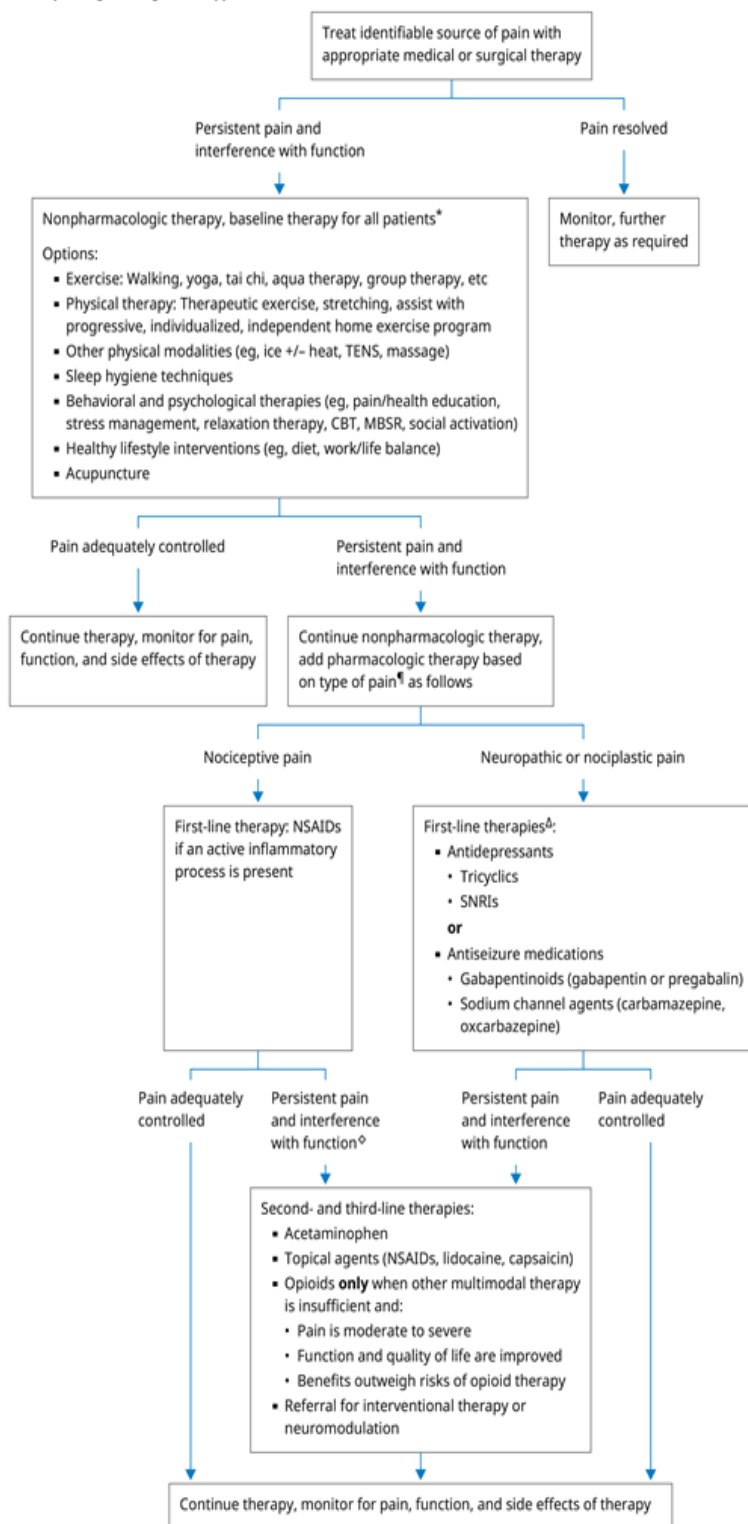 Treat identifiable source of pain with
appropriate medical or surgical therapy
Persistent pain and
interference with function
Pain resolved
Nonpharmacologic therapy, baseline therapy for all patients*
Options:
▪ Exercise: Walking, yoga, tai chi, aqua therapy, group therapy, etc
▪ Physical therapy: Therapeutic exercise, stretching, assist with
progressive, individualized, independent home exercise program
▪ Other physical modalities (eg, ice +/– heat, TENS, massage)
▪ Sleep hygiene techniques
▪ Behavioral and psychological therapies (eg, pain/health education,
stress management, relaxation therapy, CBT, MBSR, social activation)
▪ Healthy lifestyle interventions (eg, diet, work/life balance)
▪ Acupuncture
Monitor, further
therapy as required
Pain adequately controlled
Persistent pain and
interference with function
Continue therapy, monitor for pain,
function, and side effects of therapy
Continue nonpharmacologic therapy,
add pharmacologic therapy based
on type of pain¶ as follows
Nociceptive pain
Neuropathic or nociplastic pain
First-line therapy: NSAIDs
if an active inflammatory
process is present
First-line therapiesΔ:
▪ Antidepressants
• Tricyclics
• SNRIs
or
▪ Antiseizure medications
• Gabapentinoids (gabapentin or pregabalin)
• Sodium channel agents (carbamazepine,
oxcarbazepine)
Pain adequately
controlled
Persistent pain
and interference
with function◊
Persistent pain
and interference
with function
Pain adequately
controlled
Second- and third-line therapies:
▪ Acetaminophen
▪ Topical agents (NSAIDs, lidocaine, capsaicin)
▪ Opioids only when other multimodal therapy
is insufficient and:
• Pain is moderate to severe
• Function and quality of life are improved
• Benefits outweigh risks of opioid therapy
▪ Referral for interventional therapy or
neuromodulation
Continue therapy, monitor for pain, function, and side effects of therapy